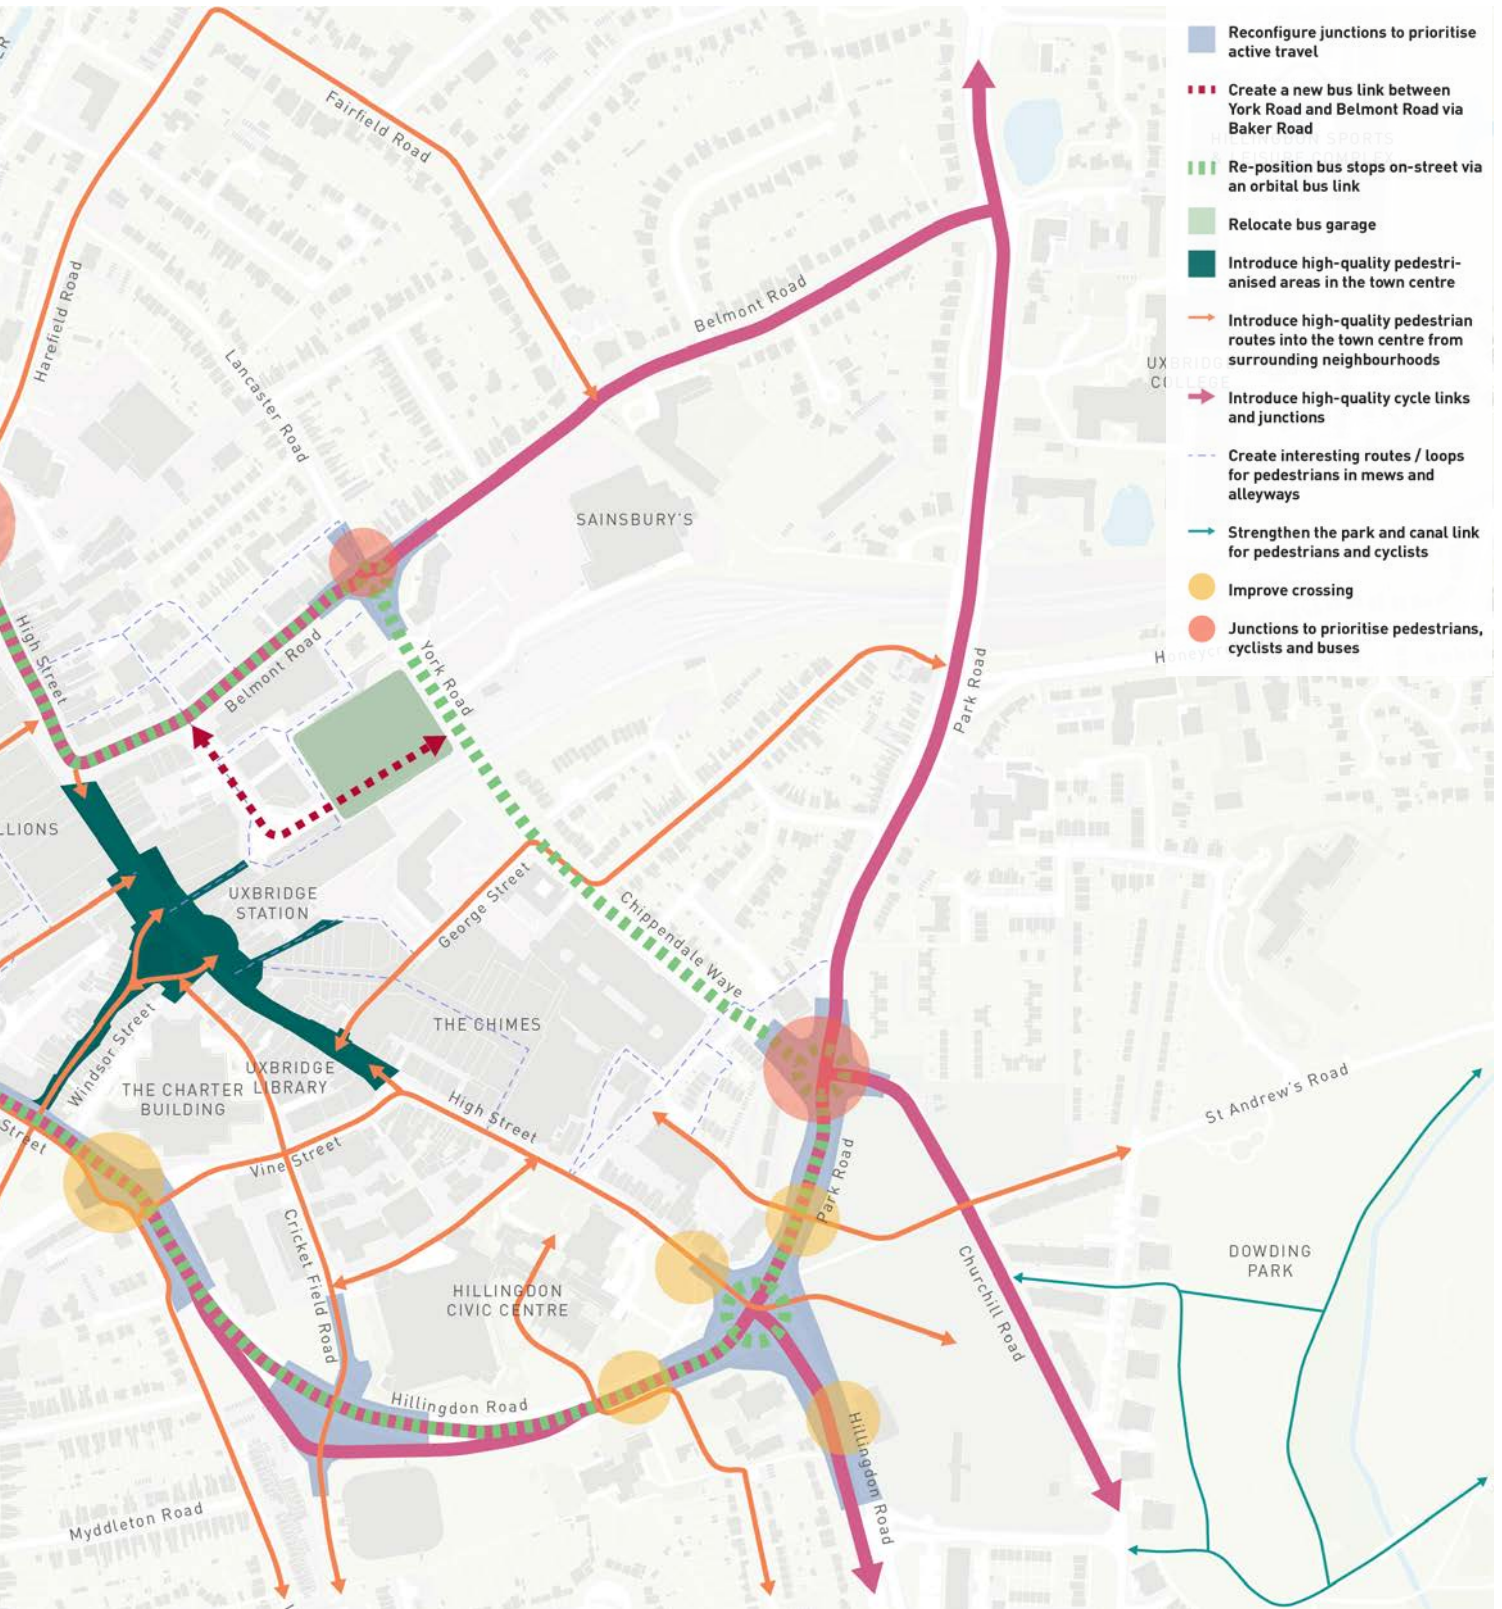 Reconfigure junctions to prioritise
active travel
Create a new bus link between
York Road and Belmont Road via
Baker Road
Re-position bus stops on-street via
an orbital bus link
Relocate bus garage
Introduce high-quality pedestri-
anised areas in the town centre
Introduce high-quality pedestrian
routes into the town centre from
surrounding neighbourhoods
Introduce high-quality cycle links
and junctions
Create interesting routes / loops
for pedestrians in mews and
alleyways
Strengthen the park and canal link
for pedestrians and cyclists
Improve crossing
Junctions to prioritise pedestrians,
cyclists and buses
Fairfield Road
Harefield Road
Lancaster Road
Belmont Road
SAINSBURY'S
High Street
Belmont Road
York Road
Park Road
LLIONS
UXBRIDGE
STATION
George Street
Chippendale Waye
THE CHIMES
Windsor Street
UXBRIDGE
LIBRARY
THE CHARTER
BUILDING
High Street
Street
Vine Street
St Andrew's Road
Park Road
Cricket Field Road
HILLINGDON
CIVIC CENTRE
Churchill Road
DOWDING
PARK
Hillingdon Road
Hillingdon Road
Myddleton Road